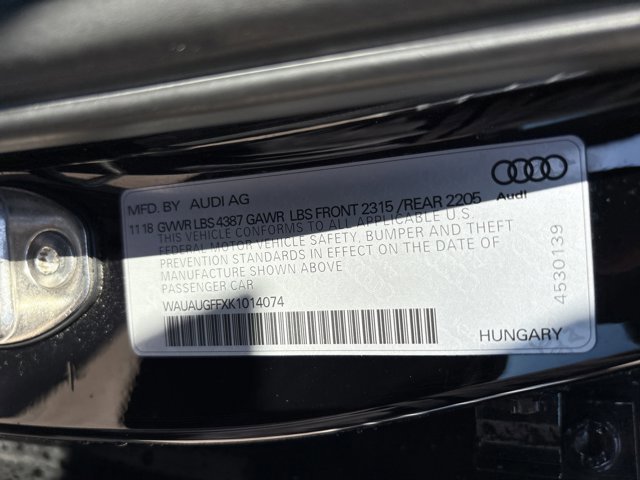 MFD. BY AUDI AG
Audi
11 18 GVWR LBS 4387 GAWR LBS FRONT 2315 / REAR 2205
THIS VEHICLE CONFORMS TO ALL APPLICABLE U.S.
FEDERAL MOTOR VEHICLE SAFETY, BUMPER AND THEFT
PREVENTION STANDARDS IN EFFECT ON THE DATE OF
MANUFACTURE SHOWN ABOVE
PASSENGER CAR
WAUAUGFFXK1014074
HUNGARY
4530139